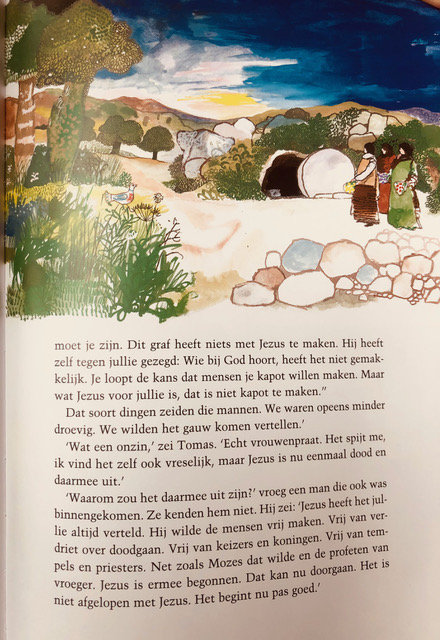 moet je zijn. Dit graf heeft niets met Jezus te maken. Hij heeft
zelf tegen jullie gezegd: Wie bij God hoort, heeft het niet gemak-
kelijk. Je loopt de kans dat mensen je kapot willen maken. Maar
wat Jezus voor jullie is, dat is niet kapot te maken.”
Dat soort dingen zeiden die mannen. We waren opeens minder
droevig. We wilden het gauw komen vertellen.’
‘Wat een onzin,’ zei Tomas. ‘Echt vrouwenpraat. Het spijt me,
ik vind het zelf ook vreselijk, maar Jezus is nu eenmaal dood en
daarmee uit.’
‘Waarom zou het daarmee uit zijn?’ vroeg een man die ook was
binnengekomen. Ze kenden hem niet. Hij zei: ‘Jezus heeft het jul-
lie altijd verteld. Hij wilde de mensen vrij maken. Vrij van ver-
driet over doodgaan. Vrij van keizers en koningen. Vrij van tem-
pels en priesters. Net zoals Mozes dat wilde en de profeten van
vroeger. Jezus is ermee begonnen. Dat kan nu doorgaan. Het is
niet afgelopen met Jezus. Het begint nu pas goed.’